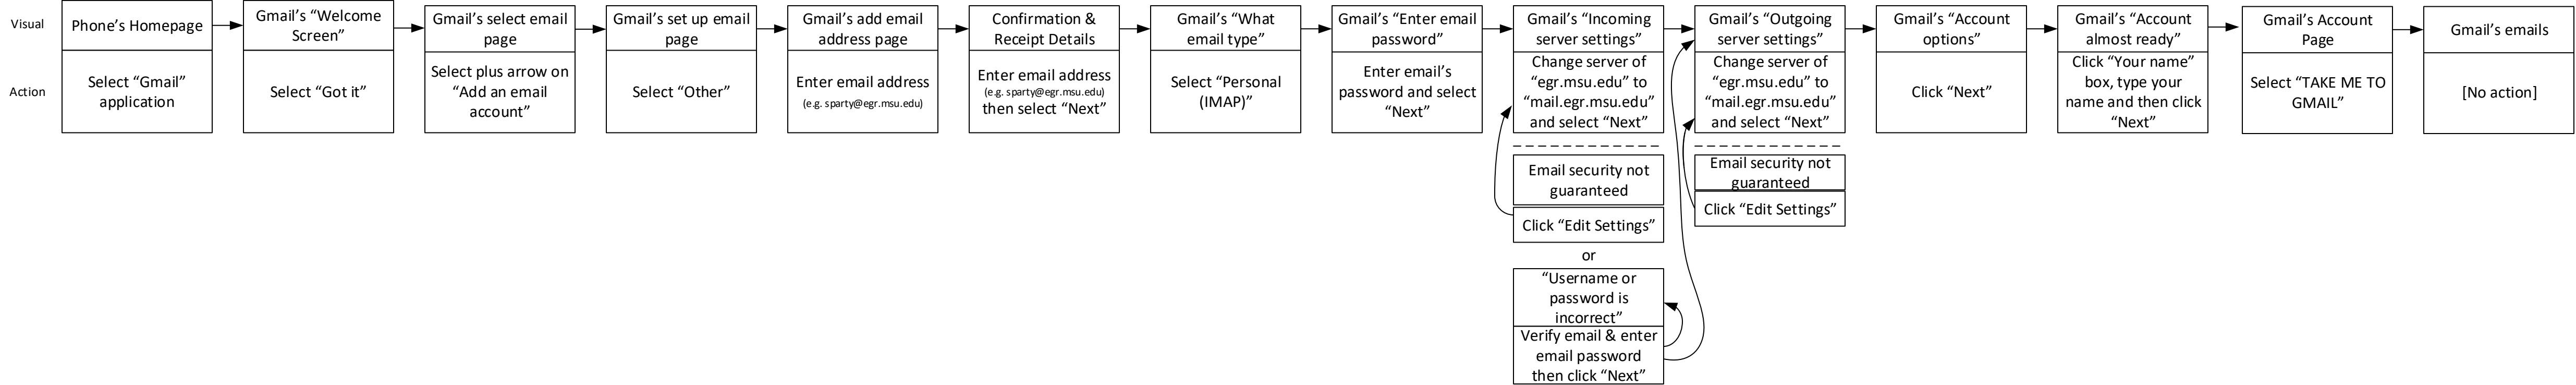 Visual
Action
Phone’s Homepage
Select “Gmail”
application
Gmail’s “Welcome
Screen”
Select “Got it”
Gmail’s select email
page
Select plus arrow on
“Add an email
account”
Gmail’s set up email
page
Select “Other”
Gmail’s add email
address page
Enter email address
(e.g. sparty@egr.msu.edu)
Confirmation &
Receipt Details
Enter email address
(e.g. sparty@egr.msu.edu)
then select “Next”
Gmail’s “What
email type”
Select “Personal
(IMAP)”
Gmail’s “Enter email
password”
Enter email’s
password and select
“Next”
Gmail’s “Incoming
server settings”
Change server of
“egr.msu.edu” to
“mail.egr.msu.edu”
and select “Next”
Email security not
guaranteed
Click “Edit Settings”
or
“Username or
password is
incorrect”
Verify email & enter
email password
then click “Next”
Gmail’s “Outgoing
server settings”
Change server of
“egr.msu.edu” to
“mail.egr.msu.edu”
and select “Next”
Email security not
guaranteed
Click “Edit Settings”
Gmail’s “Account
options”
Click “Next”
Gmail’s “Account
almost ready”
Click “Your name”
box, type your
name and then click
“Next”
Gmail’s Account
Page
Select “TAKE ME TO
GMAIL”
Gmail’s emails
[No action]